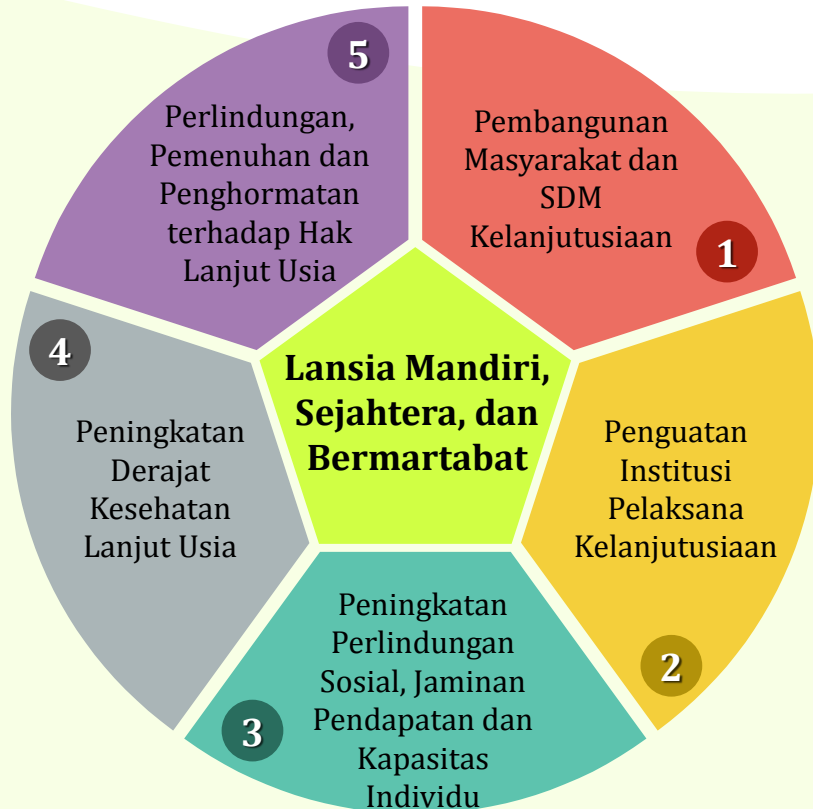 1
Pembangunan
Masyarakat dan
SDM
Kelanjutusiaan
2
Penguatan
Institusi
Pelaksana
Kelanjutusiaan
3
Peningkatan
Perlindungan
Sosial, Jaminan
Pendapatan dan
Kapasitas
Individu
4
Peningkatan
Derajat
Kesehatan
Lanjut Usia
5
Perlindungan,
Pemenuhan dan
Penghormatan
terhadap Hak
Lanjut Usia
Lansia Mandiri,
Sejahtera, dan
Bermartabat